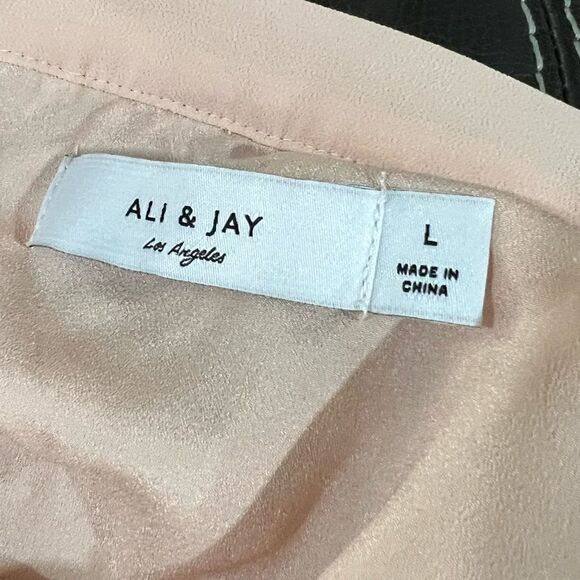 ALI & JAY
Los Angeles
L
MADE IN
CHINA